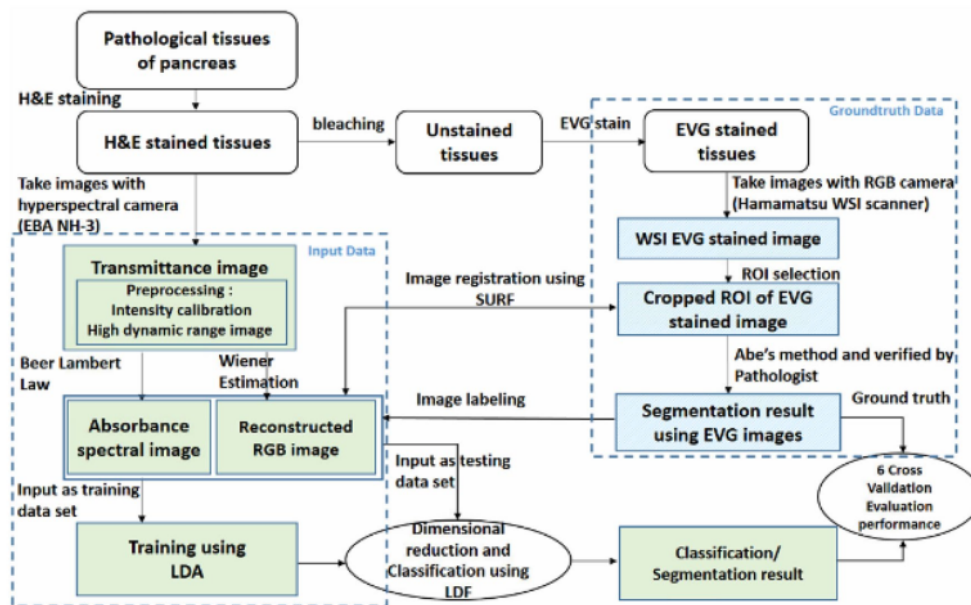 Pathological tissues
of pancreas
H&E staining
H&E stained tissues
bleaching
Unstained
tissues
EVG stain
Groundtruth Data
EVG stained
tissues
Take images with
hyperspectral camera
(EBA NH-3)
Take images with RGB camera
(Hamamatsu WSI scanner)
WSI EVG stained image
Input Data
Transmittance image
Preprocessing :
Intensity calibration
High dynamic range image
Image registration using
SURF
ROI selection
Cropped ROI of EVG
stained image
Beer Lambert
Law
Wiener
Estimation
Abe's method and verified by
Pathologist
Absorbance
spectral image
Reconstructed
RGB image
Image labeling
Segmentation result
using EVG images
Ground truth
Input as training
data set
Input as testing
data set
6 Cross
Validation
Evaluation
performance
Training using
LDA
Dimensional
reduction and
Classification using
LDF
Classification/
Segmentation result